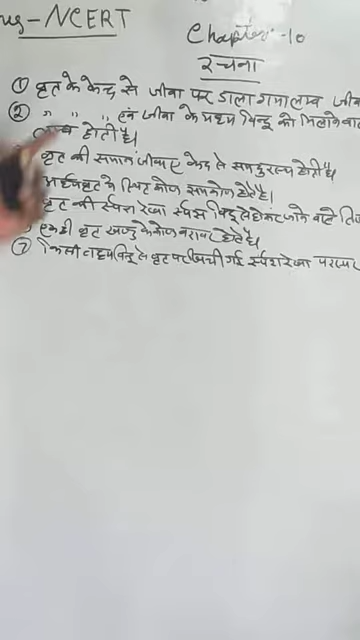 - NCERT
Chapter - 10
रचना
① वृत के केन्द्र से जीवा पर डाला गया लम्ब जीवा
② " " " एवं जीवा के मध्य बिन्दु को मिलाने वाली
लम्ब होती है।
वृत की समान जीवाएँ केन्द्र से समदूरस्थ होती है
अर्धवृत के स्थित कोण समकोण होते है।
वृत की स्पर्श रेखा स्पर्श बिन्दु से होकर जाने वाले
एक ही वृत खण्ड के कोण बराबर होते है।
⑦ किसी बाह्य बिन्दु से वृत पर खींची गई स्पर्श रेखा परस्पर